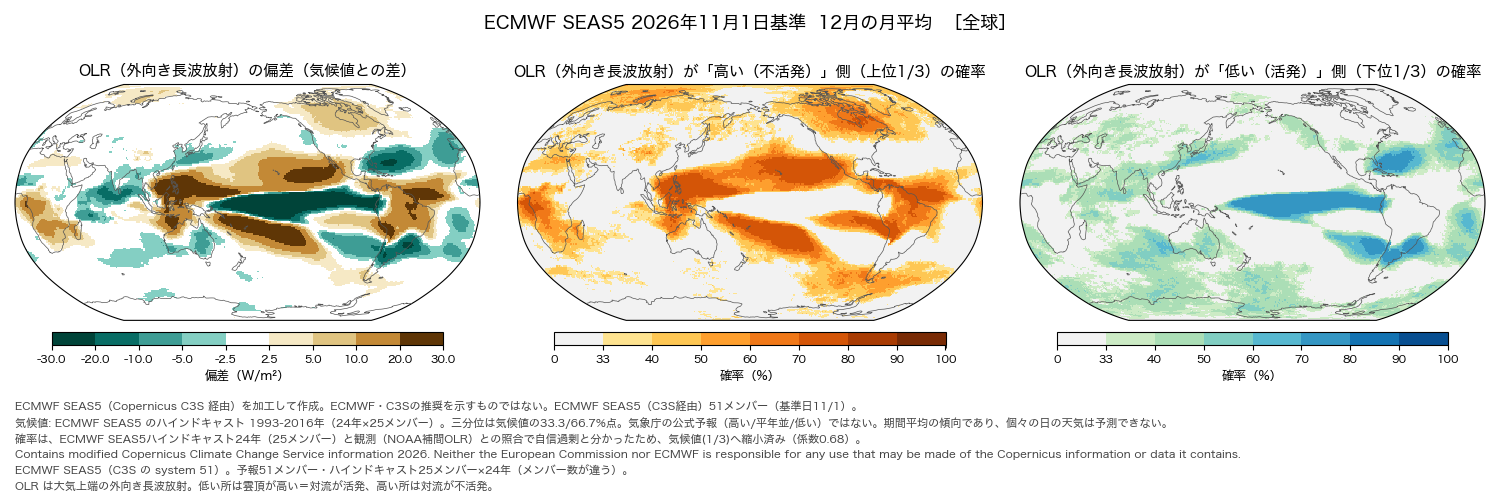 ECMWF SEAS5 2026年11月1日基準 12月の月平均 ［全球］
OLR（外向き長波放射）の偏差（気候値との差）
OLR（外向き長波放射）が「高い（不活発）」側（上位1/3）の確率
OLR（外向き長波放射）が「低い（活発）」側（下位1/3）の確率
-30.0 -20.0 -10.0 -5.0 -2.5 2.5 5.0 10.0 20.0 30.0
偏差（W/m²）
0 33 40 50 60 70 80 90 100
確率（%）
0 33 40 50 60 70 80 90 100
確率（%）
ECMWF SEAS5（Copernicus C3S 経由）を加工して作成。ECMWF・C3Sの推奨を示すものではない。ECMWF SEAS5（C3S経由）51メンバー（基準日11/1）。
気候値: ECMWF SEAS5 のハインドキャスト 1993-2016年（24年×25メンバー）。三分位は気候値の33.3/66.7%点。気象庁の公式予報（高い/平年並/低い）ではない。期間平均の傾向であり、個々の日の天気は予測できない。
確率は、ECMWF SEAS5ハインドキャスト24年（25メンバー）と観測（NOAA補間OLR）との照合で自信過剰と分かったため、気候値(1/3)へ縮小済み（係数0.68）。
Contains modified Copernicus Climate Change Service information 2026. Neither the European Commission nor ECMWF is responsible for any use that may be made of the Copernicus information or data it contains.
ECMWF SEAS5（C3S の system 51）。予報51メンバー・ハインドキャスト25メンバー×24年（メンバー数が違う）。
OLR は大気上端の外向き長波放射。低い所は雲頂が高い＝対流が活発、高い所は対流が不活発。